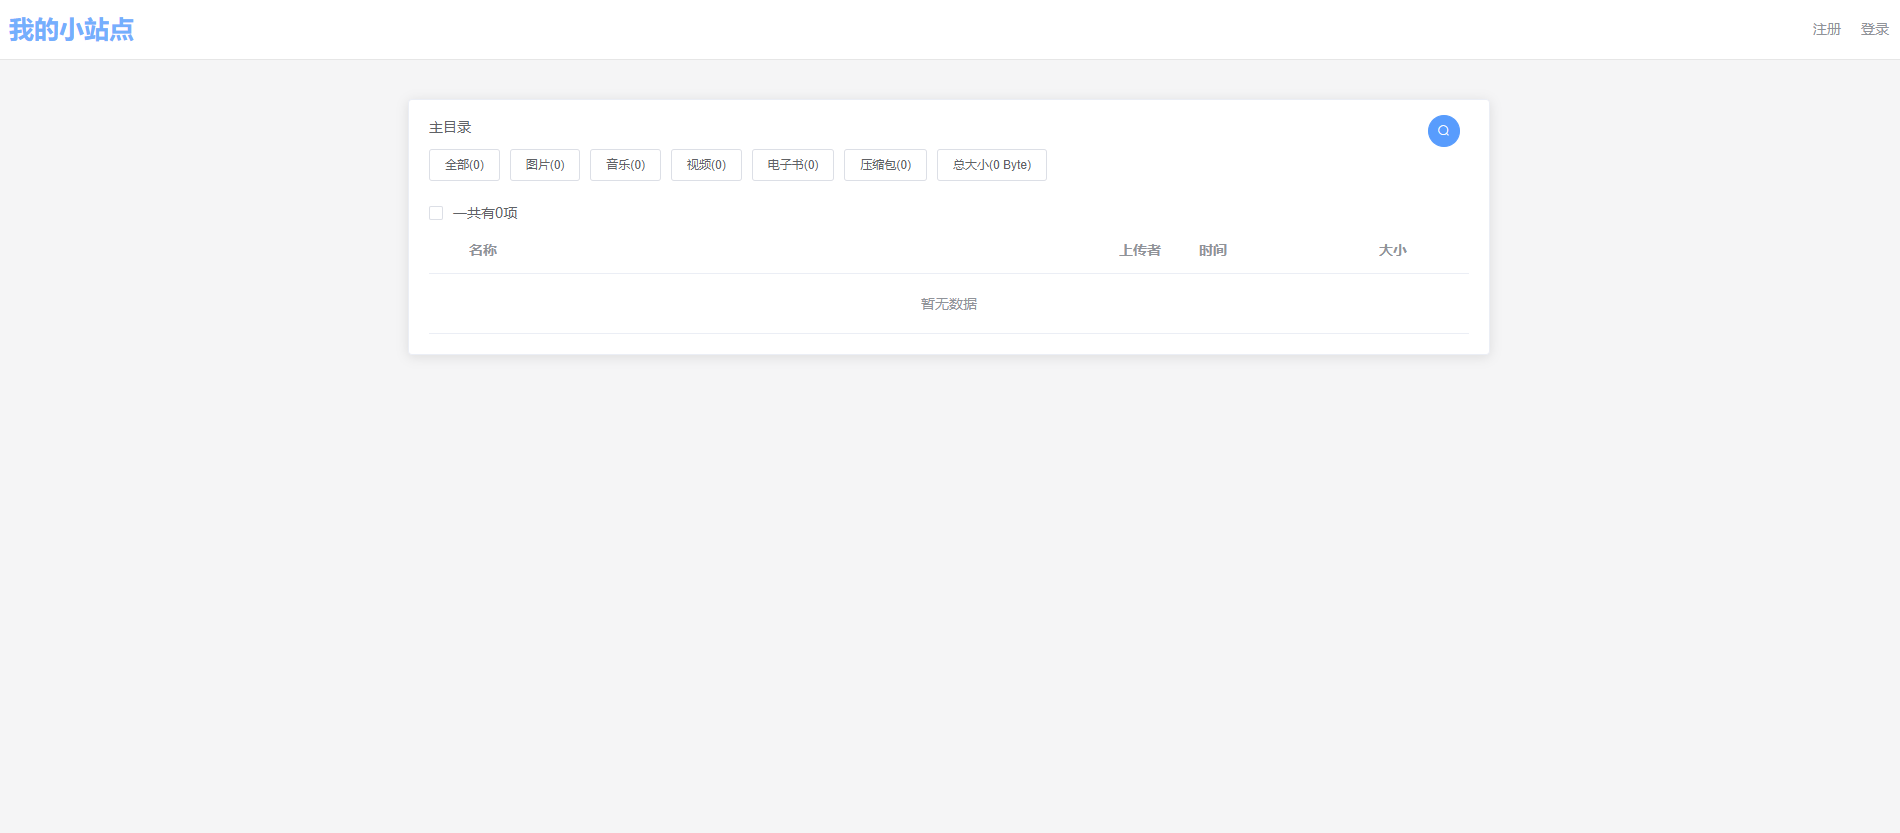 我的小站点
注册 登录
主目录
全部(0) 图片(0) 音乐(0) 视频(0) 电子书(0) 压缩包(0) 总大小(0 Byte)
一共有0项
名称 上传者 时间 大小
暂无数据